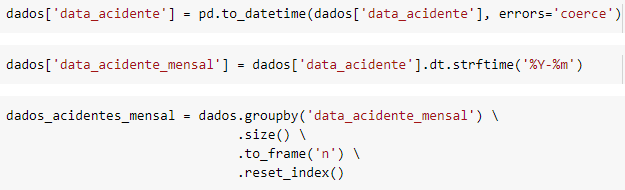 dados['data_acidente'] = pd.to_datetime(dados['data_acidente'], errors='coerce')
dados['data_acidente_mensal'] = dados['data_acidente'].dt.strftime('%Y-%m')
dados_acidentes_mensal = dados.groupby('data_acidente_mensal') \
.size() \
.to_frame('n') \
.reset_index()